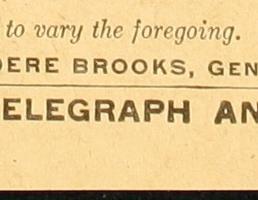 to vary the foregoing.
DERE BROOKS, GEN
ELEGRAPH AN